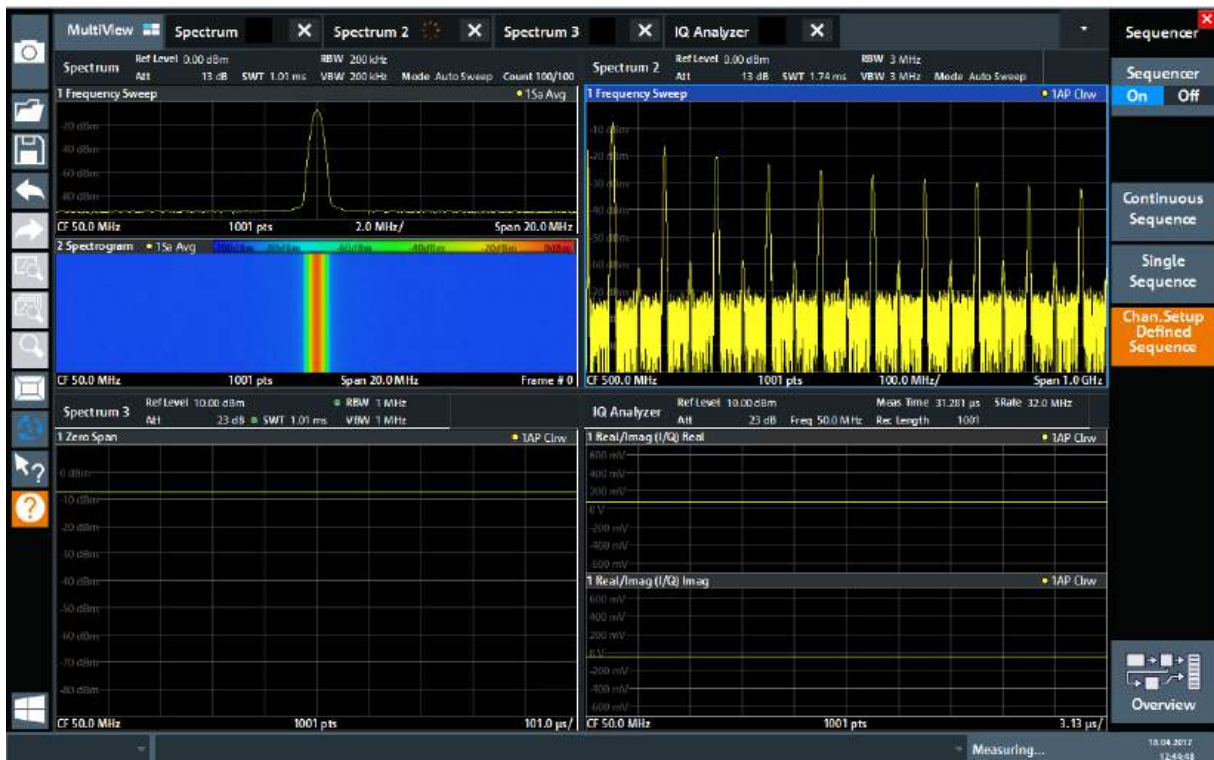 MultiView Spectrum Spectrum 2 Spectrum 3 IQ Analyzer Sequencer
Spectrum
Ref Level 0.00 dBm RBW 200 kHz
Att 13 dB SWT 1.01 ms VBW 200 kHz Mode Auto Sweep Count 100/100
1 Frequency Sweep 1Sa Avg
-20 dBm
-40 dBm
-60 dBm
-80 dBm
CF 50.0 MHz 1001 pts 2.0 MHz/ Span 20.0 MHz
2 Spectrogram 1Sa Avg -80dBm -60dBm -40dBm -20dBm 0dBm
CF 50.0 MHz 1001 pts Span 20.0 MHz Frame # 0
Spectrum 2
Ref Level 0.00 dBm RBW 3 MHz
Att 13 dB SWT 1.74 ms VBW 3 MHz Mode Auto Sweep
1 Frequency Sweep 1AP Clrw
-10 dBm
-20 dBm
-30 dBm
-40 dBm
-50 dBm
-60 dBm
-70 dBm
CF 500.0 MHz 1001 pts 100.0 MHz/ Span 1.0 GHz
Spectrum 3
Ref Level 10.00 dBm RBW 1 MHz
Att 23 dB SWT 1.01 ms VBW 1 MHz
1 Zero Span 1AP Clrw
0 dBm
-10 dBm
-20 dBm
-30 dBm
-40 dBm
-50 dBm
-60 dBm
-70 dBm
-80 dBm
CF 50.0 MHz 1001 pts 101.0 µs/
IQ Analyzer
Ref Level 10.00 dBm Meas Time 31.281 µs SRate 32.0 MHz
Att 23 dB Freq 50.0 MHz Rec Length 1001
1 Real/Imag (I/Q) Real 1AP Clrw
600 mV
400 mV
200 mV
0 V
-200 mV
-400 mV
-600 mV
1 Real/Imag (I/Q) Imag 1AP Clrw
600 mV
400 mV
200 mV
0 V
-200 mV
-400 mV
-600 mV
CF 50.0 MHz 1001 pts 3.13 µs/
Sequencer
On Off
Continuous
Sequence
Single
Sequence
Chan.Setup
Defined
Sequence
Overview
Measuring...
18.04.2017